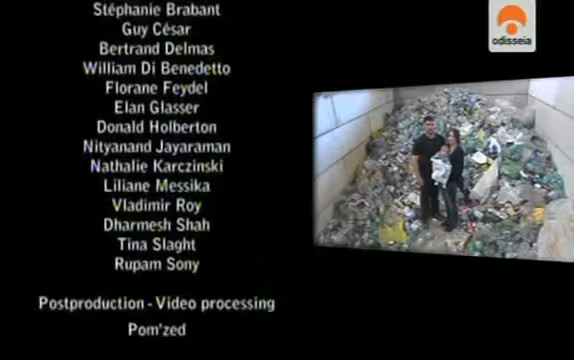 Stéphanie Brabant
Guy César
Bertrand Delmas
William Di Benedetto
Florane Feydel
Elan Glasser
Donald Holberton
Nityanand Jayaraman
Nathalie Karczinski
Liliane Messika
Vladimir Roy
Dharmesh Shah
Tina Slaght
Rupam Sony
Postproduction - Video processing
Pom'zed
odisseia